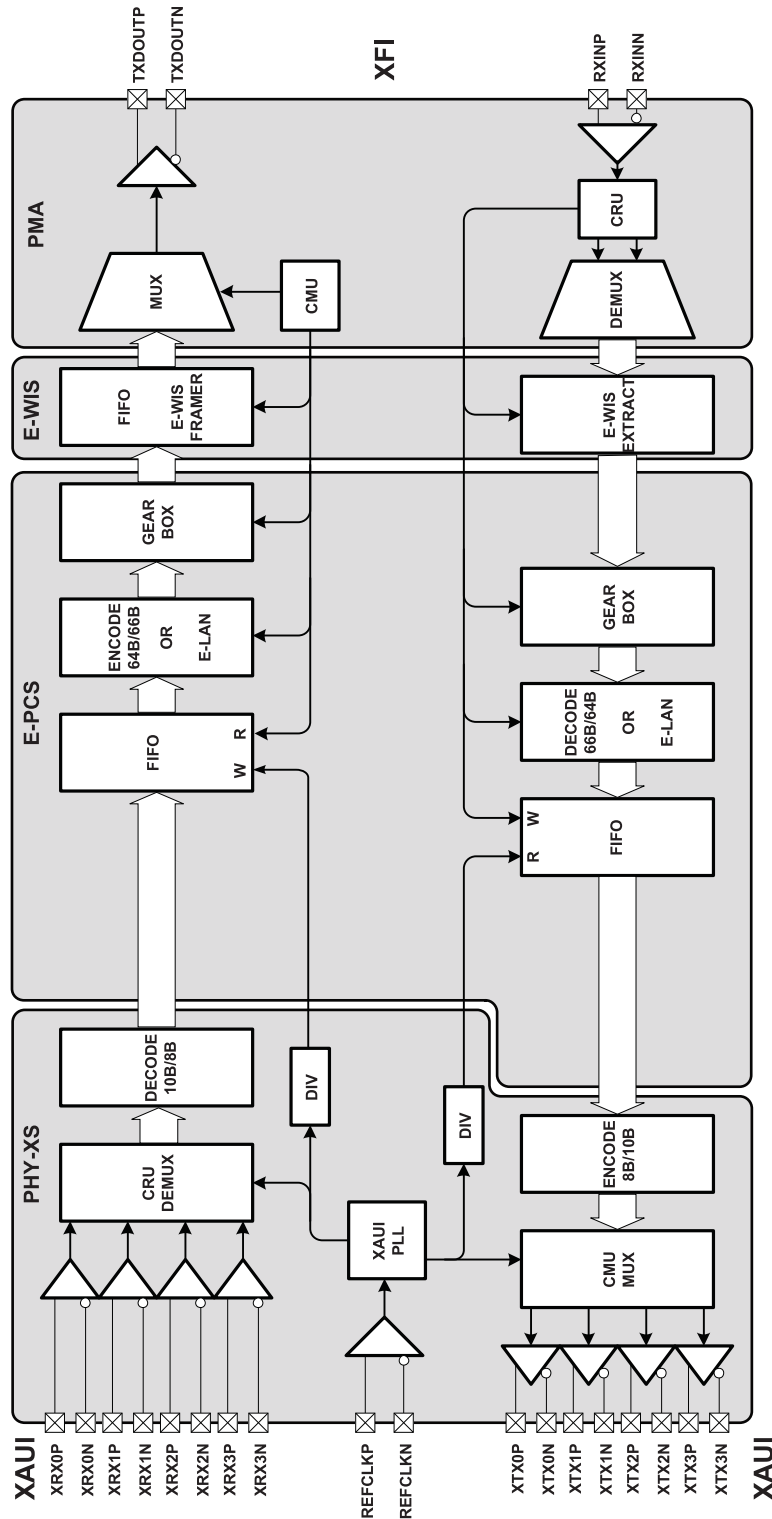 XAUI
XRX0P
XRX0N
XRX1P
XRX1N
XRX2P
XRX2N
XRX3P
XRX3N
REFCLKP
REFCLKN
XTX0P
XTX0N
XTX1P
XTX1N
XTX2P
XTX2N
XTX3P
XTX3N
XAUI
PHY-XS
CRU
DEMUX
DECODE
10B/8B
XAUI
PLL
DIV
DIV
CMU
MUX
ENCODE
8B/10B
E-PCS
FIFO
W
R
ENCODE
64B/66B
OR
E-LAN
GEAR
BOX
R
W
FIFO
DECODE
66B/64B
OR
E-LAN
GEAR
BOX
E-WIS
FIFO
E-WIS
FRAMER
E-WIS
EXTRACT
PMA
MUX
CMU
DEMUX
CRU
TXDOUTP
TXDOUTN
XFI
RXINP
RXINN